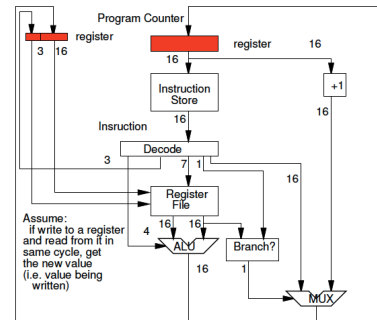 Program Counter
register
3
16
register
16
16
+1
Instruction
Store
16
16
Insruction
Decode
3
7
1
16
Register
File
Assume:
if write to a register
and read from it in
same cycle, get
the new value
(i.e. value being
written)
4
16
16
ALU
Branch?
16
1
MUX